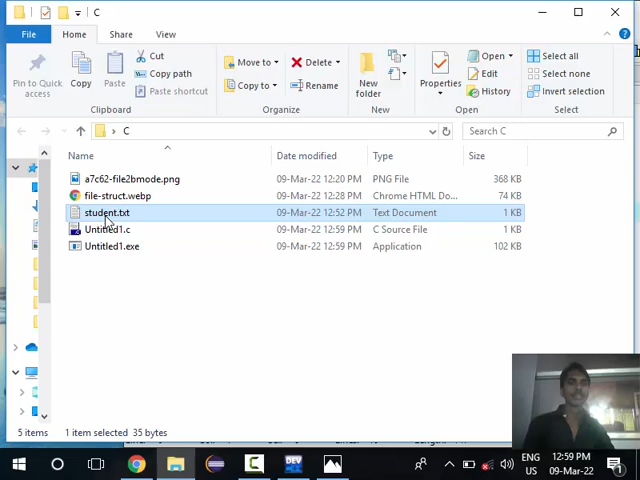 C
File
Home
Share
View
Pin to Quick access
Copy
Paste
Cut
Copy path
Paste shortcut
Clipboard
Move to
Copy to
Delete
Rename
Organize
New folder
New
Properties
Open
Edit
History
Open
Select all
Select none
Invert selection
Select
C
Search C
Name
Date modified
Type
Size
a7c62-file2bmode.png 09-Mar-22 12:20 PM PNG File 368 KB
file-struct.webp 09-Mar-22 12:28 PM Chrome HTML Do... 74 KB
student.txt 09-Mar-22 12:52 PM Text Document 1 KB
Untitled1.c 09-Mar-22 12:59 PM C Source File 1 KB
Untitled1.exe 09-Mar-22 12:59 PM Application 102 KB
5 items 1 item selected 35 bytes
DEV
ENG 12:59 PM
US 09-Mar-22